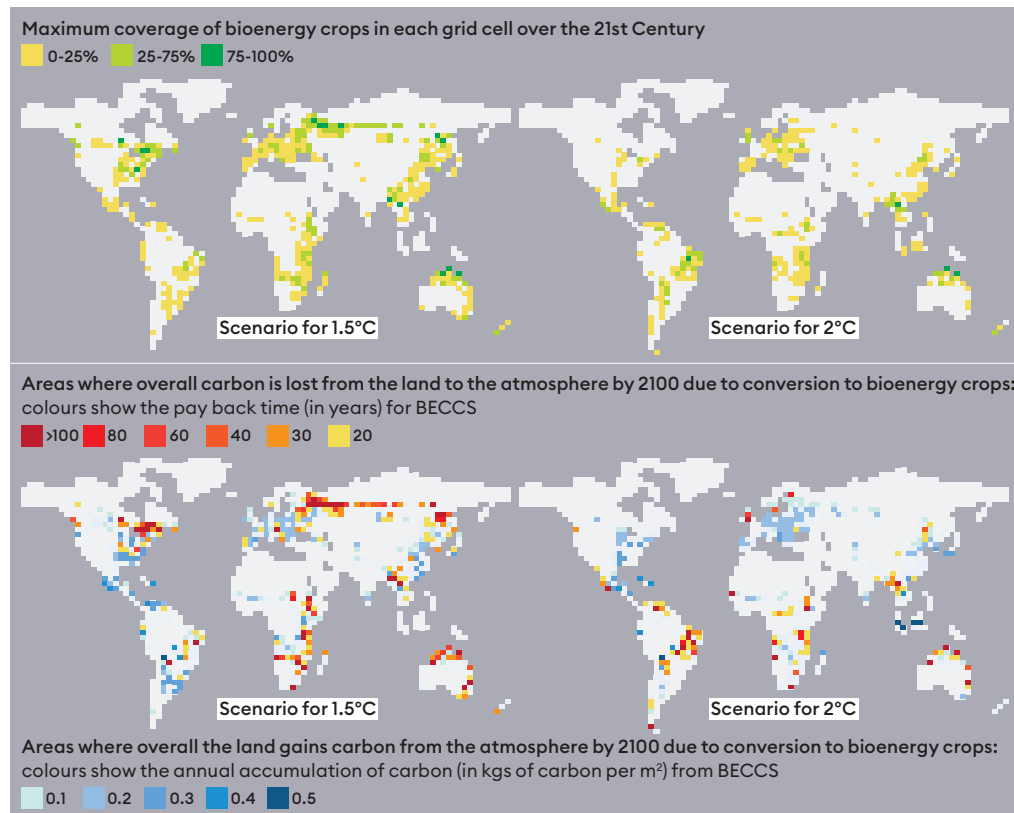 Maximum coverage of bioenergy crops in each grid cell over the 21st Century
0-25% 25-75% 75-100%
Scenario for 1.5°C Scenario for 2°C
Areas where overall carbon is lost from the land to the atmosphere by 2100 due to conversion to bioenergy crops:
colours show the pay back time (in years) for BECCS
>100 80 60 40 30 20
Scenario for 1.5°C Scenario for 2°C
Areas where overall the land gains carbon from the atmosphere by 2100 due to conversion to bioenergy crops:
colours show the annual accumulation of carbon (in kgs of carbon per m²) from BECCS
0.1 0.2 0.3 0.4 0.5